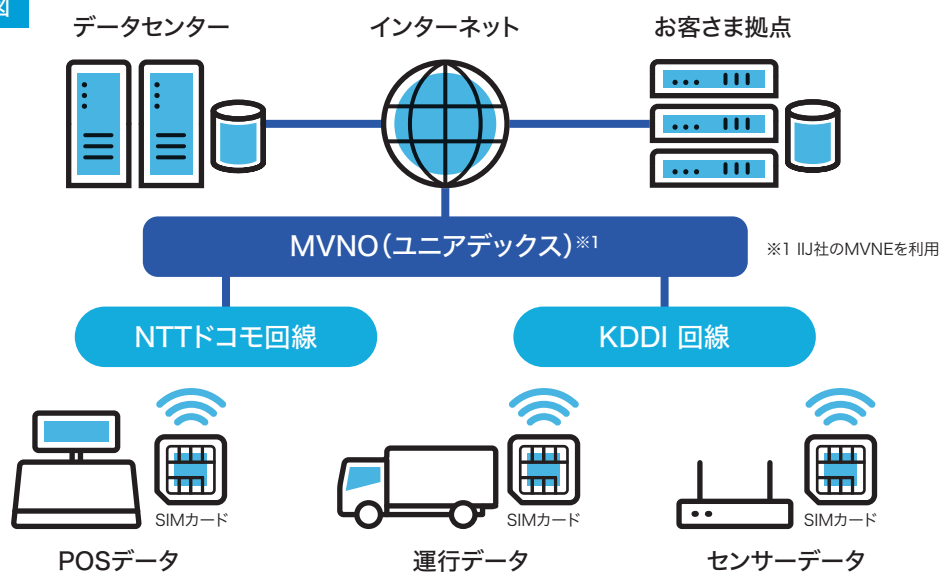 図
データセンター
インターネット
お客さま拠点
MVNO(ユニアデックス)※1
※1 IIJ社のMVNEを利用
NTTドコモ回線
KDDI 回線
SIMカード
SIMカード
SIMカード
POSデータ
運行データ
センサーデータ